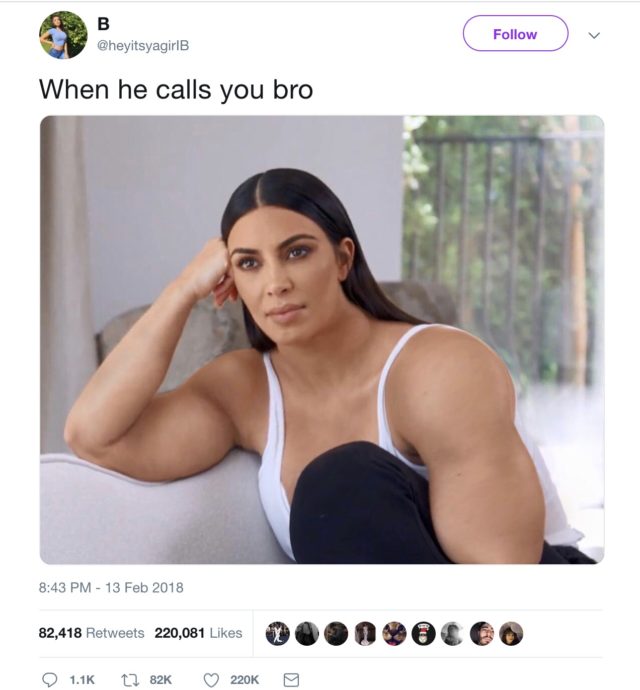 B
@heyitsyagirlB
Follow
When he calls you bro
8:43 PM - 13 Feb 2018
82,418 Retweets 220,081 Likes
1.1K 82K 220K